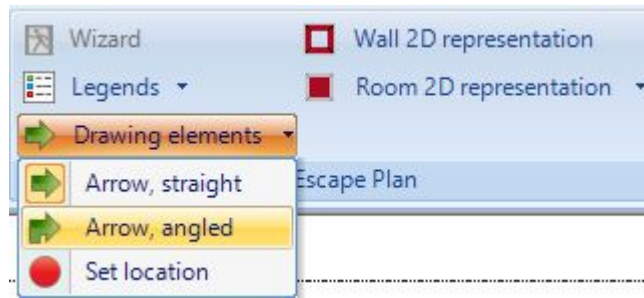 Wizard
Wall 2D representation
Legends
Room 2D representation
Drawing elements
Arrow, straight
Escape Plan
Arrow, angled
Set location